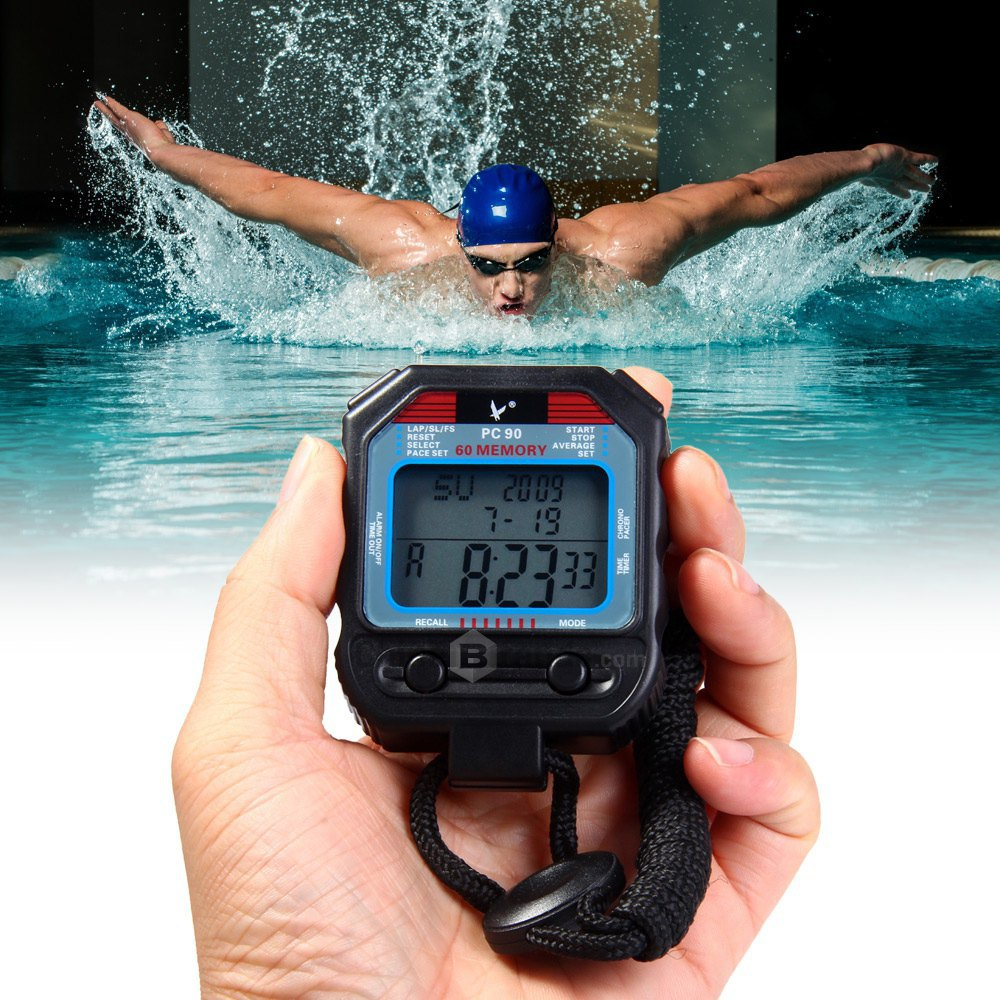 ®
LAP/SL/FS
RESET
SELECT
PACE SET
PC 90
60 MEMORY
START
STOP
AVERAGE
SET
ALARM ON/OFF
TIME OUT
CHRONO
PACER
TIME
TIMER
SU 2009
7-19
A 8:23 33
RECALL
MODE
B .com